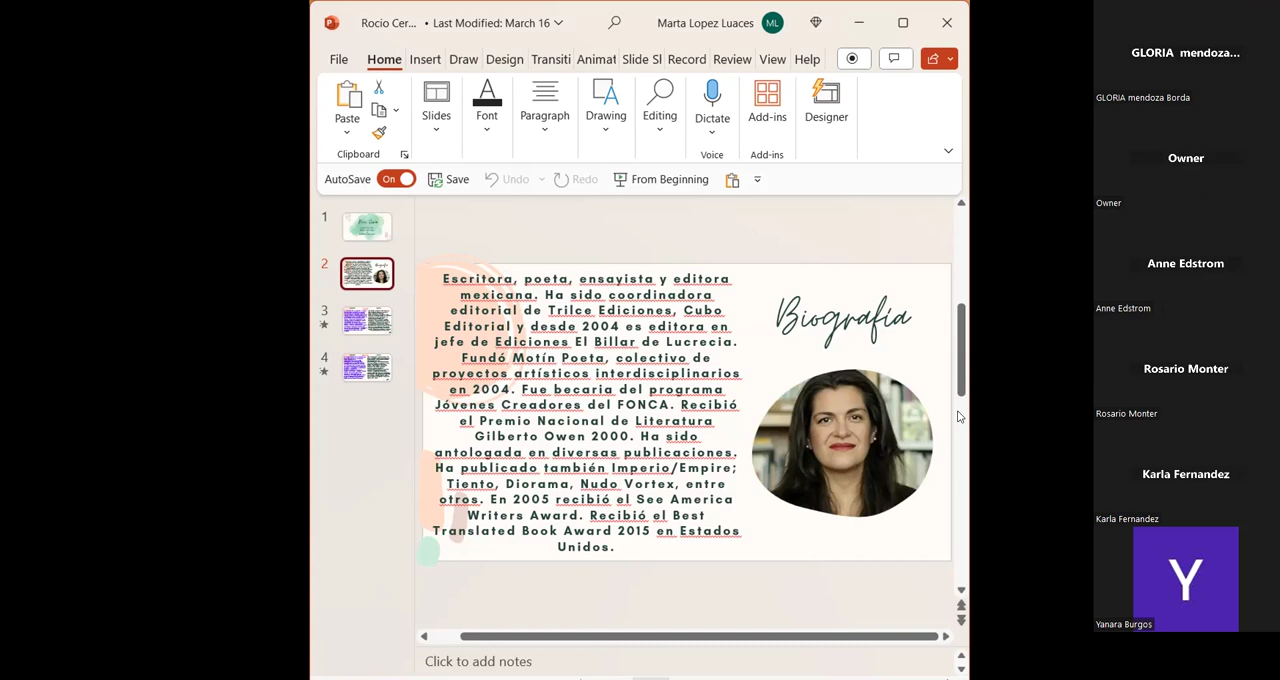 Rocio Cer... • Last Modified: March 16
Marta Lopez Luaces ML
File Home Insert Draw Design Transiti Animat Slide Sl Record Review View Help
Paste
Slides
Font
Paragraph
Drawing
Editing
Dictate
Add-ins
Designer
Clipboard
Voice
Add-ins
AutoSave On Save Undo Redo From Beginning
1
2
3
4
Escritora, poeta, ensayista y editora
mexicana. Ha sido coordinadora
editorial de Trilce Ediciones, Cubo
Editorial y desde 2004 es editora en
jefe de Ediciones El Billar de Lucrecia.
Fundó Motín Poeta, colectivo de
proyectos artísticos interdisciplinarios
en 2004. Fue becaria del programa
Jóvenes Creadores del FONCA. Recibió
el Premio Nacional de Literatura
Gilberto Owen 2000. Ha sido
antologada en diversas publicaciones.
Ha publicado también Imperio/Empire;
Tiento, Diorama, Nudo Vortex, entre
otros. En 2005 recibió el See America
Writers Award. Recibió el Best
Translated Book Award 2015 en Estados
Unidos.
Biografía
Click to add notes
GLORIA mendoza...
GLORIA mendoza Borda
Owner
Owner
Anne Edstrom
Anne Edstrom
Rosario Monter
Rosario Monter
Karla Fernandez
Karla Fernandez
Y
Yanara Burgos